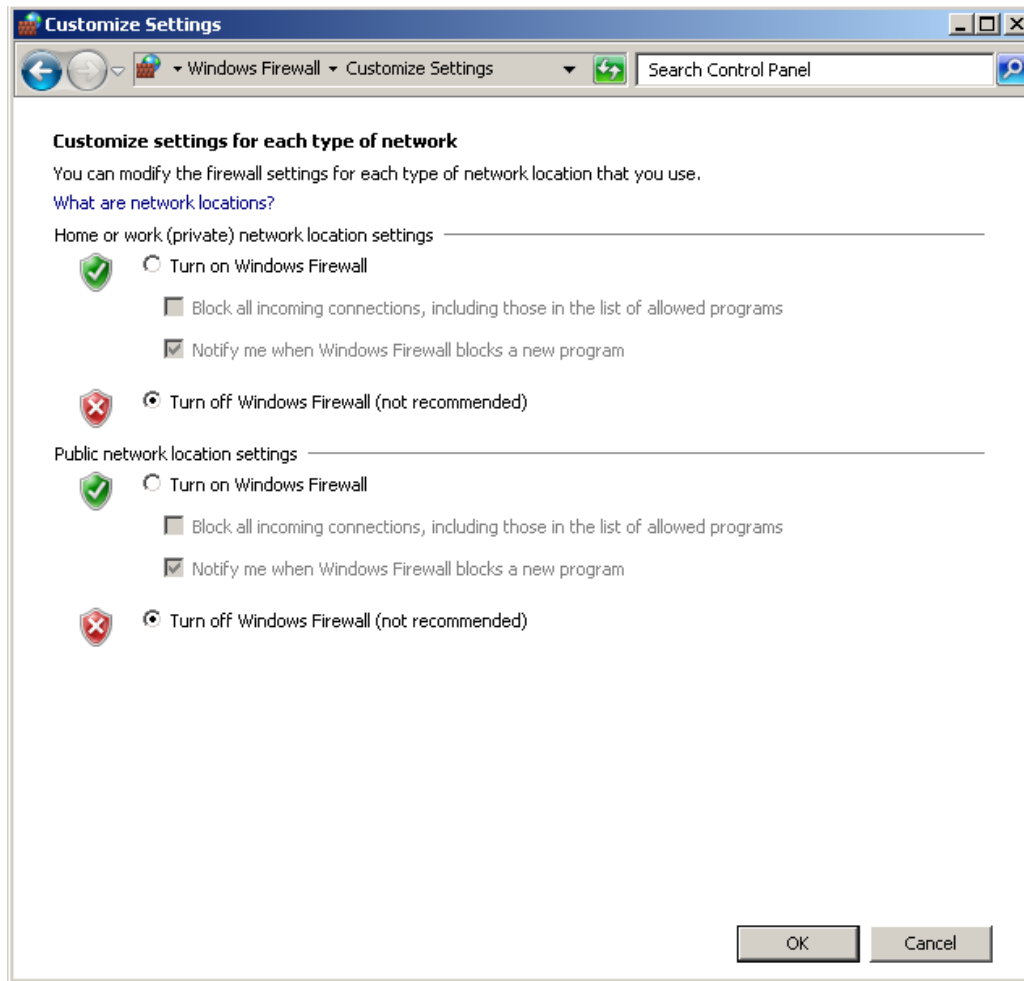 Customize Settings
Windows Firewall Customize Settings Search Control Panel
Customize settings for each type of network
You can modify the firewall settings for each type of network location that you use.
What are network locations?
Home or work (private) network location settings
Turn on Windows Firewall
Block all incoming connections, including those in the list of allowed programs
Notify me when Windows Firewall blocks a new program
Turn off Windows Firewall (not recommended)
Public network location settings
Turn on Windows Firewall
Block all incoming connections, including those in the list of allowed programs
Notify me when Windows Firewall blocks a new program
Turn off Windows Firewall (not recommended)
OK Cancel